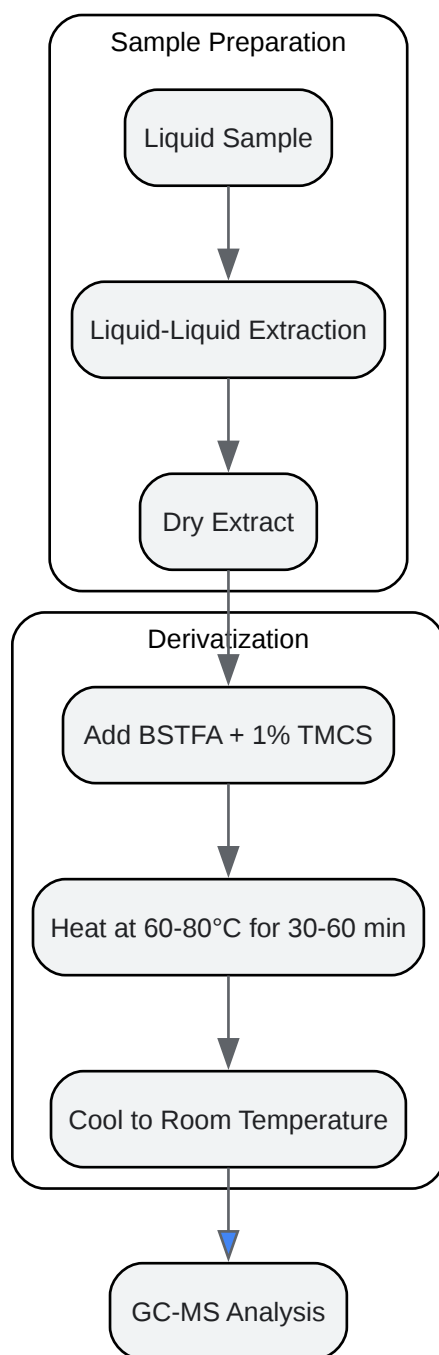 Sample Preparation
Liquid Sample
Liquid-Liquid Extraction
Dry Extract
Derivatization
Add BSTFA + 1% TMCS
Heat at 60-80°C for 30-60 min
Cool to Room Temperature
GC-MS Analysis